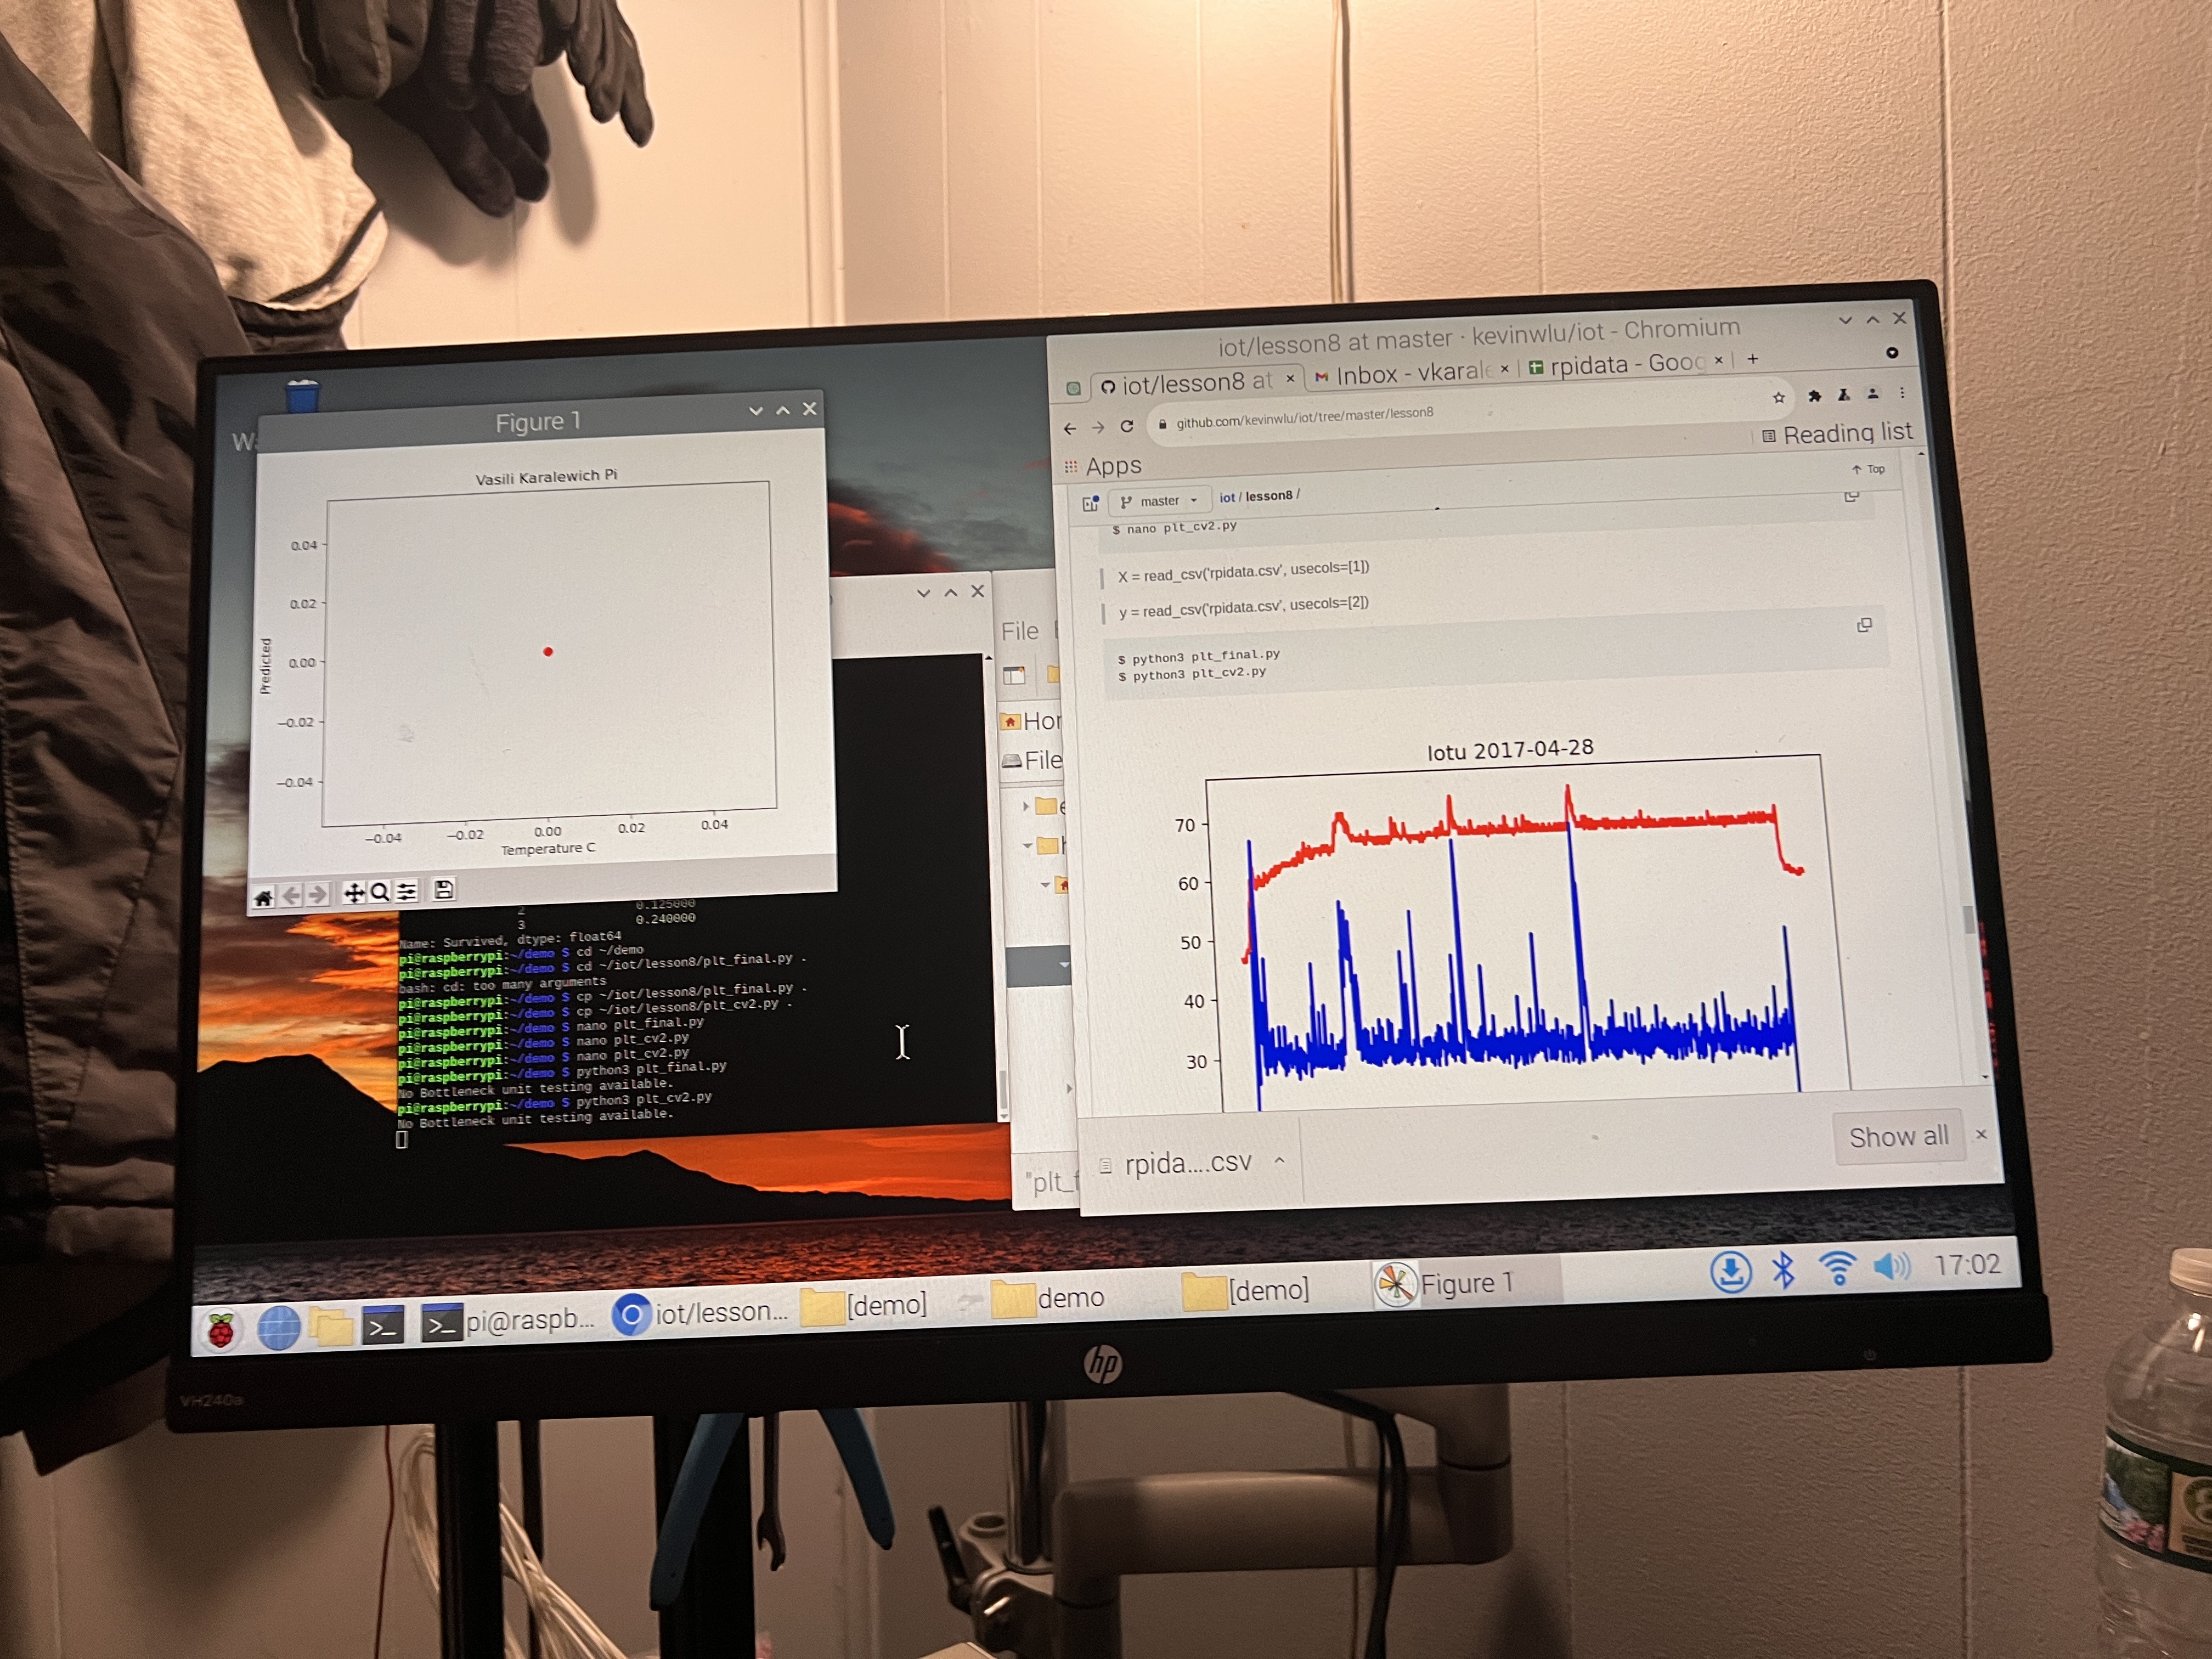 Figure 1
Vasili Karalewich Pi
0.04
0.02
0.00
−0.02
−0.04
Predicted
−0.04
−0.02
0.00
0.02
0.04
Temperature C
3
0.240000
Name: Survived, dtype: float64
pi@raspberrypi:~/demo $ cd ~/demo
pi@raspberrypi:~/demo $ cd ~/iot/lesson8/plt_final.py .
bash: cd: too many arguments
pi@raspberrypi:~/demo $ cp ~/iot/lesson8/plt_final.py .
pi@raspberrypi:~/demo $ cp ~/iot/lesson8/plt_cv2.py .
pi@raspberrypi:~/demo $ nano plt_final.py
pi@raspberrypi:~/demo $ nano plt_cv2.py
pi@raspberrypi:~/demo $ nano plt_cv2.py
pi@raspberrypi:~/demo $ python3 plt_final.py
No Bottleneck unit testing available.
pi@raspberrypi:~/demo $ python3 plt_cv2.py
No Bottleneck unit testing available.
File
Hor
File
"plt_f
iot/lesson8 at master · kevinwlu/iot - Chromium
iot/lesson8 at
Inbox - vkarale
rpidata - Goog
github.com/kevinwlu/iot/tree/master/lesson8
Reading list
Apps
Top
master
iot / lesson8 /
$ nano plt_cv2.py
X = read_csv('rpidata.csv', usecols=[1])
y = read_csv('rpidata.csv', usecols=[2])
$ python3 plt_final.py
$ python3 plt_cv2.py
lotu 2017-04-28
70
60
50
40
30
rpida....csv
Show all
pi@raspb...
iot/lesson...
[demo]
demo
[demo]
Figure 1
17:02
hp
VH240a